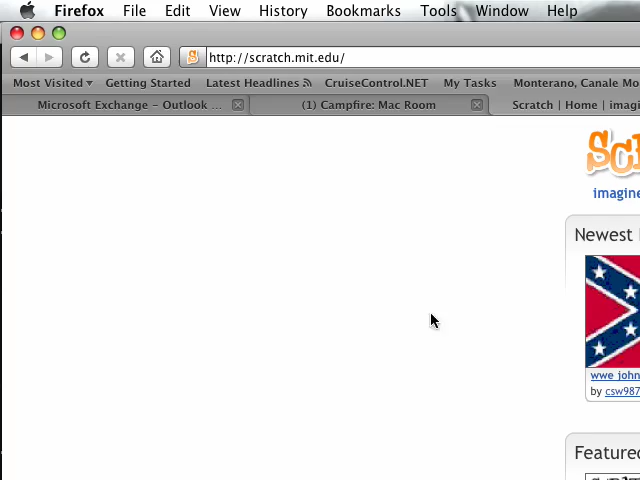 Firefox File Edit View History Bookmarks Tools Window Help
http://scratch.mit.edu/
Most Visited Getting Started Latest Headlines CruiseControl.NET My Tasks Monterano, Canale Mo
Microsoft Exchange - Outlook ... (1) Campfire: Mac Room Scratch | Home | imagi
Scr
imagine
Newest
wwe john
by csw987
Featured